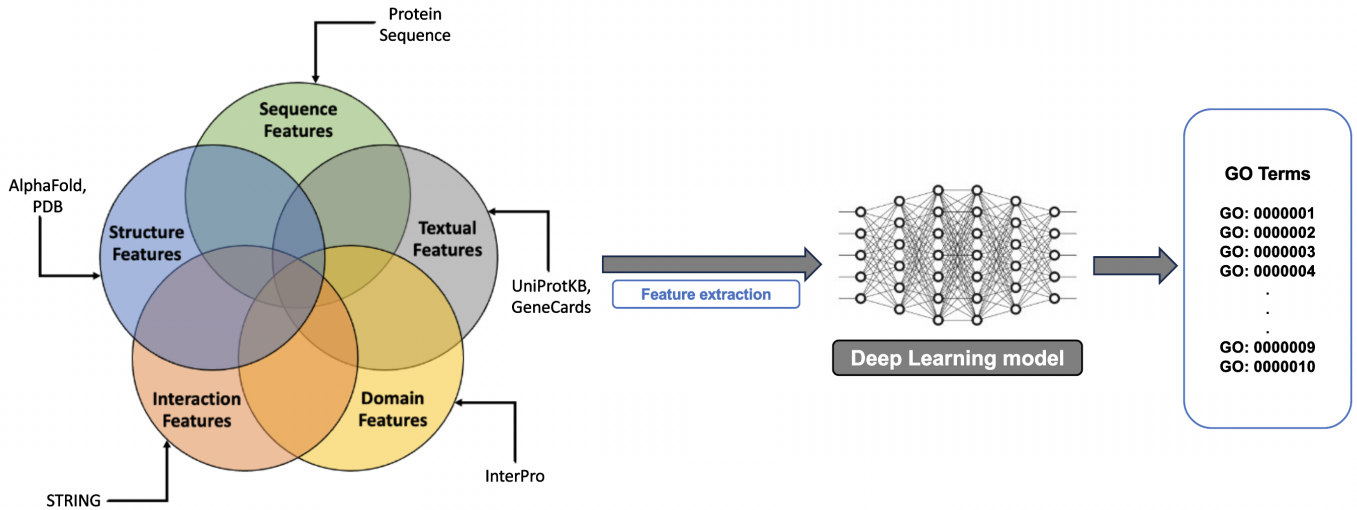 Protein
Sequence
Sequence
Features
AlphaFold,
PDB
Structure
Features
Textual
Features
UniProtKB,
GeneCards
Interaction
Features
Domain
Features
STRING
InterPro
Feature extraction
Deep Learning model
GO Terms
GO: 0000001
GO: 0000002
GO: 0000003
GO: 0000004
.
.
.
GO: 0000009
GO: 0000010